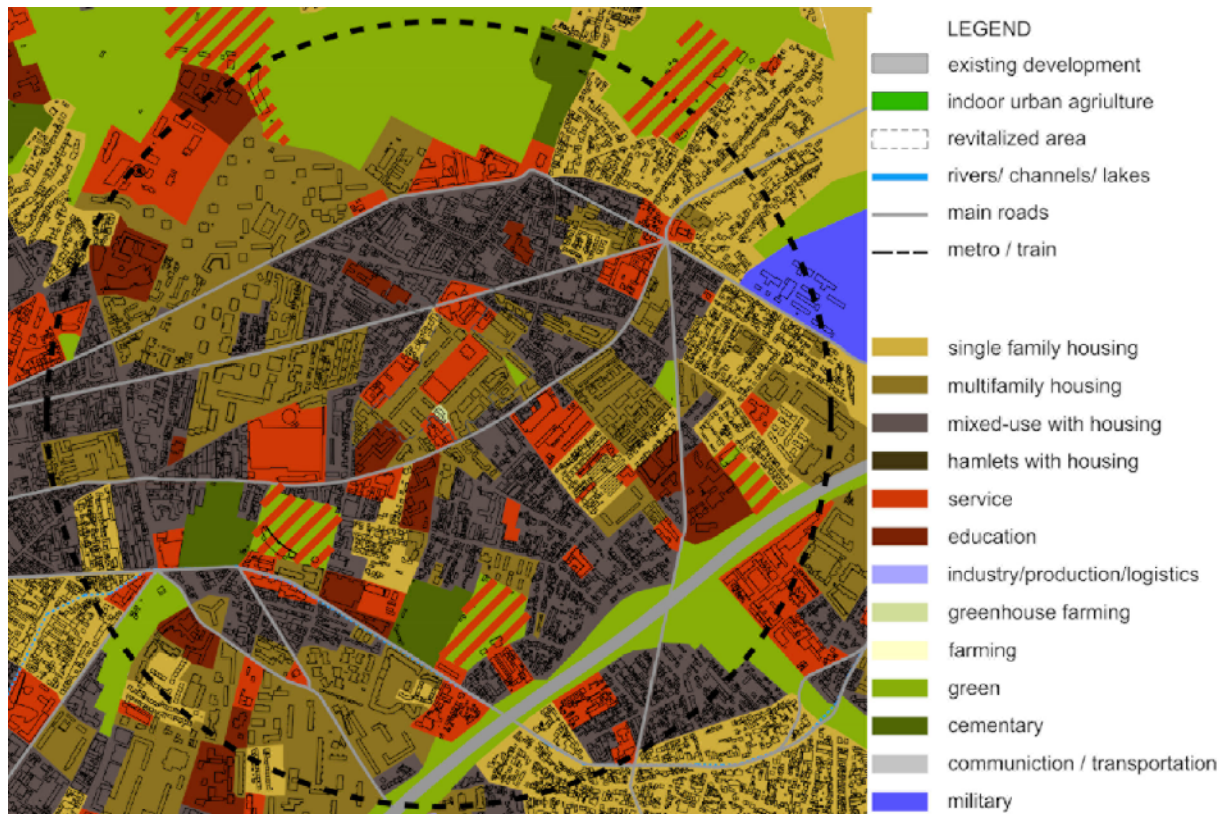 LEGEND
existing development
indoor urban agriulture
revitalized area
rivers/ channels/ lakes
main roads
metro / train
single family housing
multifamily housing
mixed-use with housing
hamlets with housing
service
education
industry/production/logistics
greenhouse farming
farming
green
cementary
communiction / transportation
military